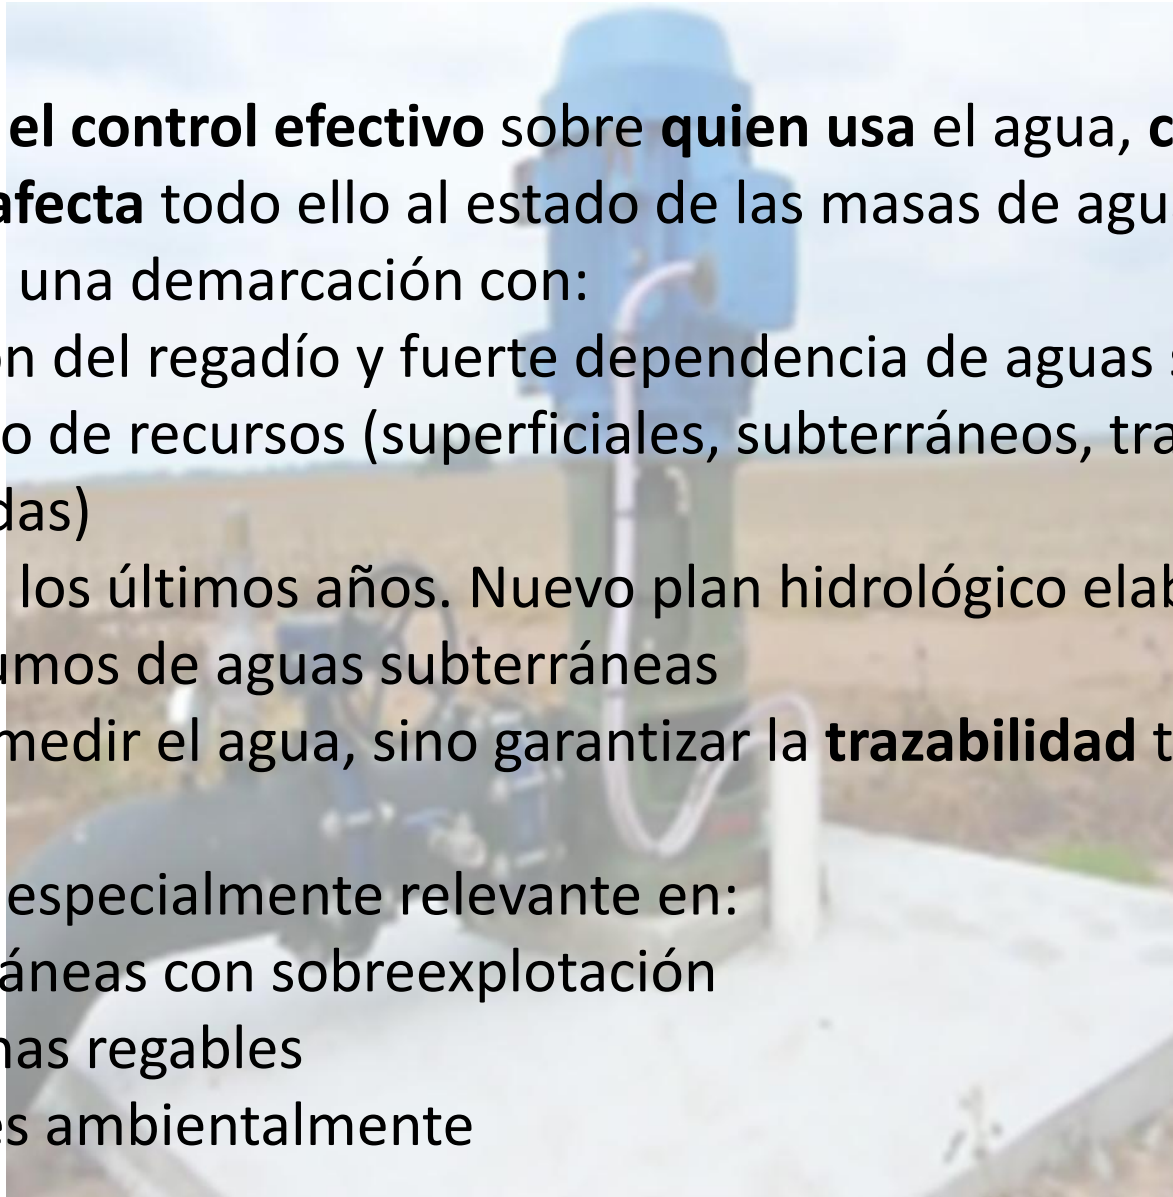 el control efectivo sobre quien usa el agua, c
afecta todo ello al estado de las masas de agu
una demarcación con:
ón del regadío y fuerte dependencia de aguas s
o de recursos (superficiales, subterráneos, tra
das)
los últimos años. Nuevo plan hidrológico elab
umos de aguas subterráneas
medir el agua, sino garantizar la trazabilidad t
especialmente relevante en:
áneas con sobreexplotación
nas regables
es ambientalmente